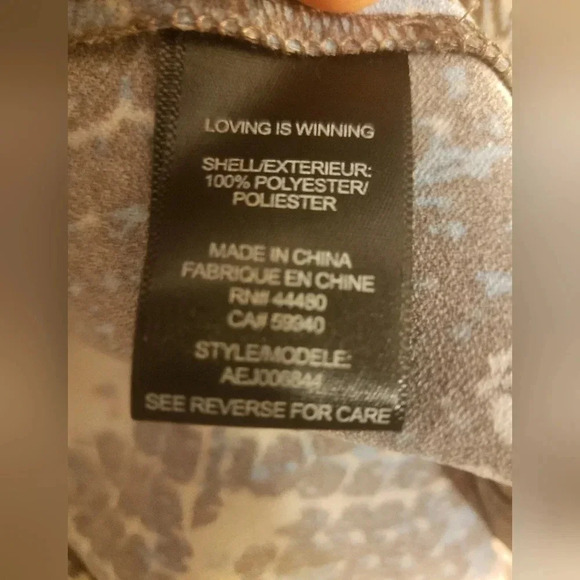 LOVING IS WINNING
SHELL/EXTERIEUR:
100% POLYESTER/
POLIESTER
MADE IN CHINA
FABRIQUE EN CHINE
RN# 44480
CA# 59940
STYLE/MODELE:
AEJ006844
SEE REVERSE FOR CARE